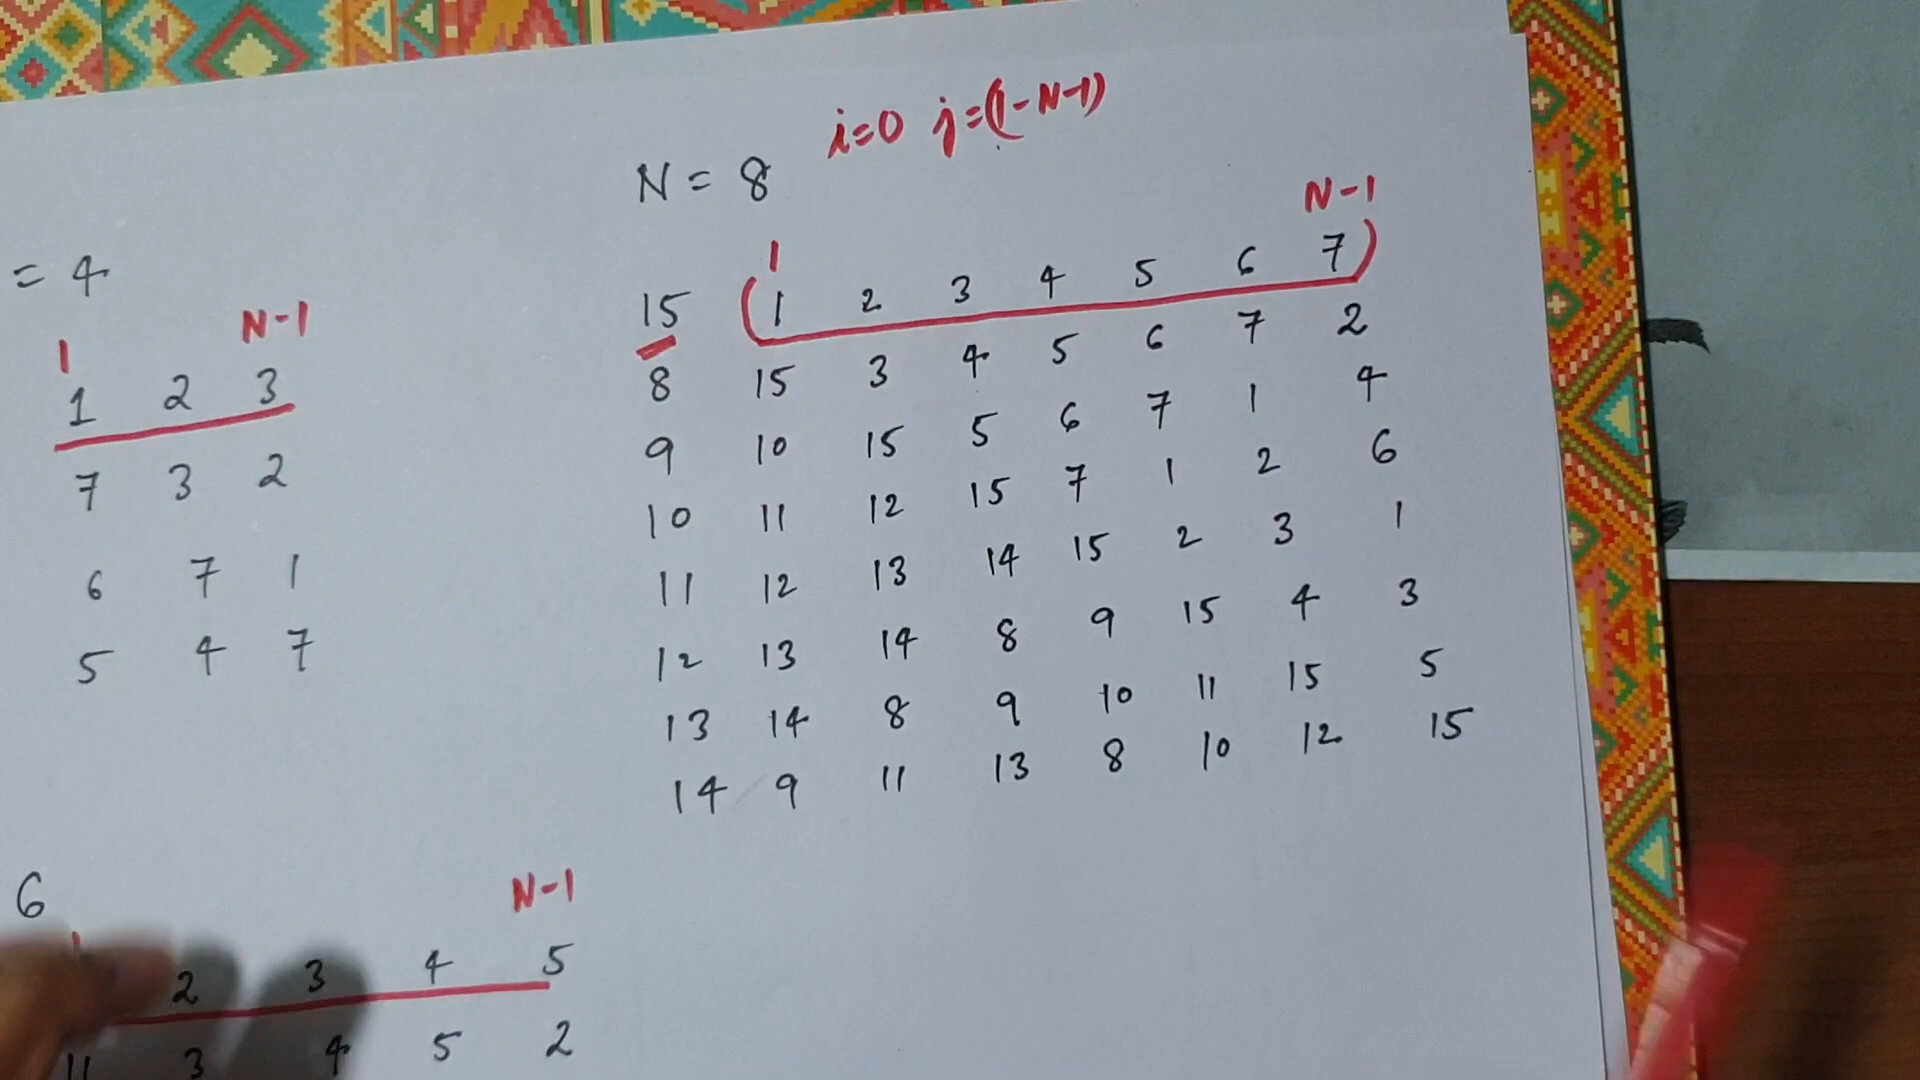 = 4
1 N-1
1 2 3
7 3 2
6 7 1
5 4 7
6
N-1
2 3 4 5
11 3 4 5 2
i=0 j=(1-N-1)
N = 8
1 N-1
15 (1 2 3 4 5 6 7)
8 15 3 4 5 6 7 2
9 10 15 5 6 7 1 4
10 11 12 15 7 1 2 6
11 12 13 14 15 2 3 1
12 13 14 8 9 15 4 3
13 14 8 9 10 11 15 5
14 9 11 13 8 10 12 15